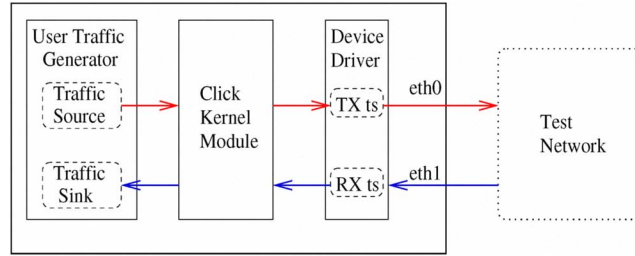 User Traffic
Generator
Traffic
Source
Traffic
Sink
Click
Kernel
Module
Device
Driver
TX ts
RX ts
eth0
eth1
Test
Network